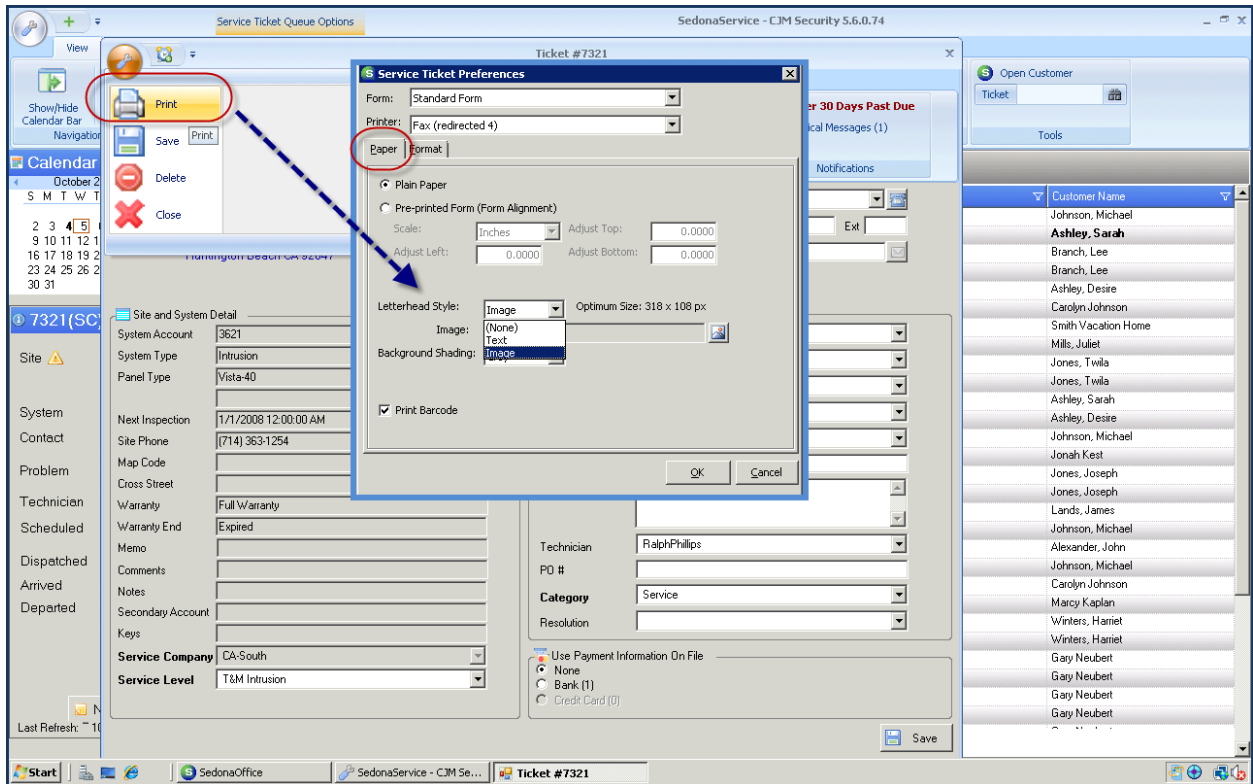 Service Ticket Queue Options
SedonaService - CJM Security 5.6.0.74
View
Ticket #7321
Show/Hide
Calendar Bar
Navigation
Print
Save
Print
Delete
Close
Service Ticket Preferences
Form:
Standard Form
Printer:
Fax (redirected 4)
Paper
Format
Plain Paper
Pre-printed Form (Form Alignment)
Scale:
Inches
Adjust Top:
0.0000
Adjust Left:
0.0000
Adjust Bottom:
0.0000
Letterhead Style:
Image
Optimum Size: 318 x 108 px
(None)
Text
Image
Image:
Background Shading:
Print Barcode
OK
Cancel
30 Days Past Due
Messages (1)
Notifications
Ext
Open Customer
Ticket
Tools
Calendar
October 2
S M T W T
2 3 4 5
9 10 11 12 1
16 17 18 19 2
23 24 25 26 2
30 31
Huntington Beach CA 92647
7321(SC)
Site
System
Contact
Problem
Technician
Scheduled
Dispatched
Arrived
Departed
Last Refresh:
Site and System Detail
System Account
3621
System Type
Intrusion
Panel Type
Vista-40
Next Inspection
1/1/2008 12:00:00 AM
Site Phone
(714) 363-1254
Map Code
Cross Street
Warranty
Full Warranty
Warranty End
Expired
Memo
Comments
Notes
Secondary Account
Keys
Service Company
CA-South
Service Level
T&M Intrusion
Technician
RalphPhillips
PO #
Category
Service
Resolution
Use Payment Information On File
None
Bank (1)
Credit Card (0)
Save
Customer Name
Johnson, Michael
Ashley, Sarah
Branch, Lee
Branch, Lee
Ashley, Desire
Carolyn Johnson
Smith Vacation Home
Mills, Juliet
Jones, Twila
Jones, Twila
Ashley, Sarah
Ashley, Desire
Johnson, Michael
Jonah Kest
Jones, Joseph
Jones, Joseph
Lands, James
Johnson, Michael
Alexander, John
Johnson, Michael
Carolyn Johnson
Marcy Kaplan
Winters, Harriet
Winters, Harriet
Gary Neubert
Gary Neubert
Gary Neubert
Gary Neubert
Start
SedonaOffice
SedonaService - CJM Se...
Ticket #7321